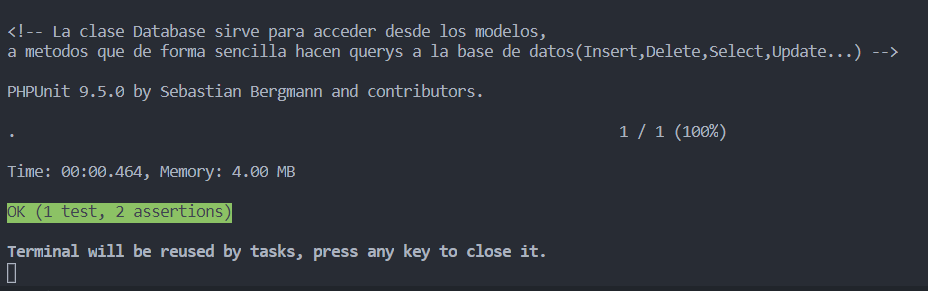 <!-- La clase Database sirve para acceder desde los modelos,
a metodos que de forma sencilla hacen querys a la base de datos(Insert,Delete,Select,Update...) -->
PHPUnit 9.5.0 by Sebastian Bergmann and contributors.
. 1 / 1 (100%)
Time: 00:00.464, Memory: 4.00 MB
OK (1 test, 2 assertions)
Terminal will be reused by tasks, press any key to close it.